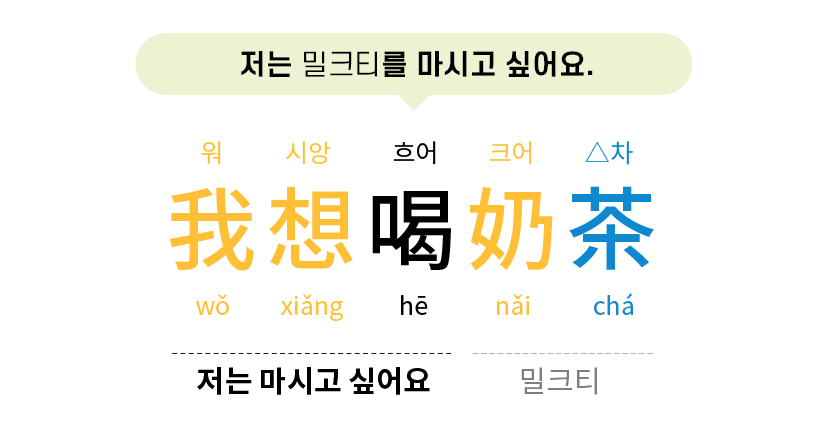 저는 밀크티를 마시고 싶어요.
워 시앙 흐어 크어 △차
我想喝奶茶
wǒ xiǎng hē nǎi chá
저는 마시고 싶어요 밀크티